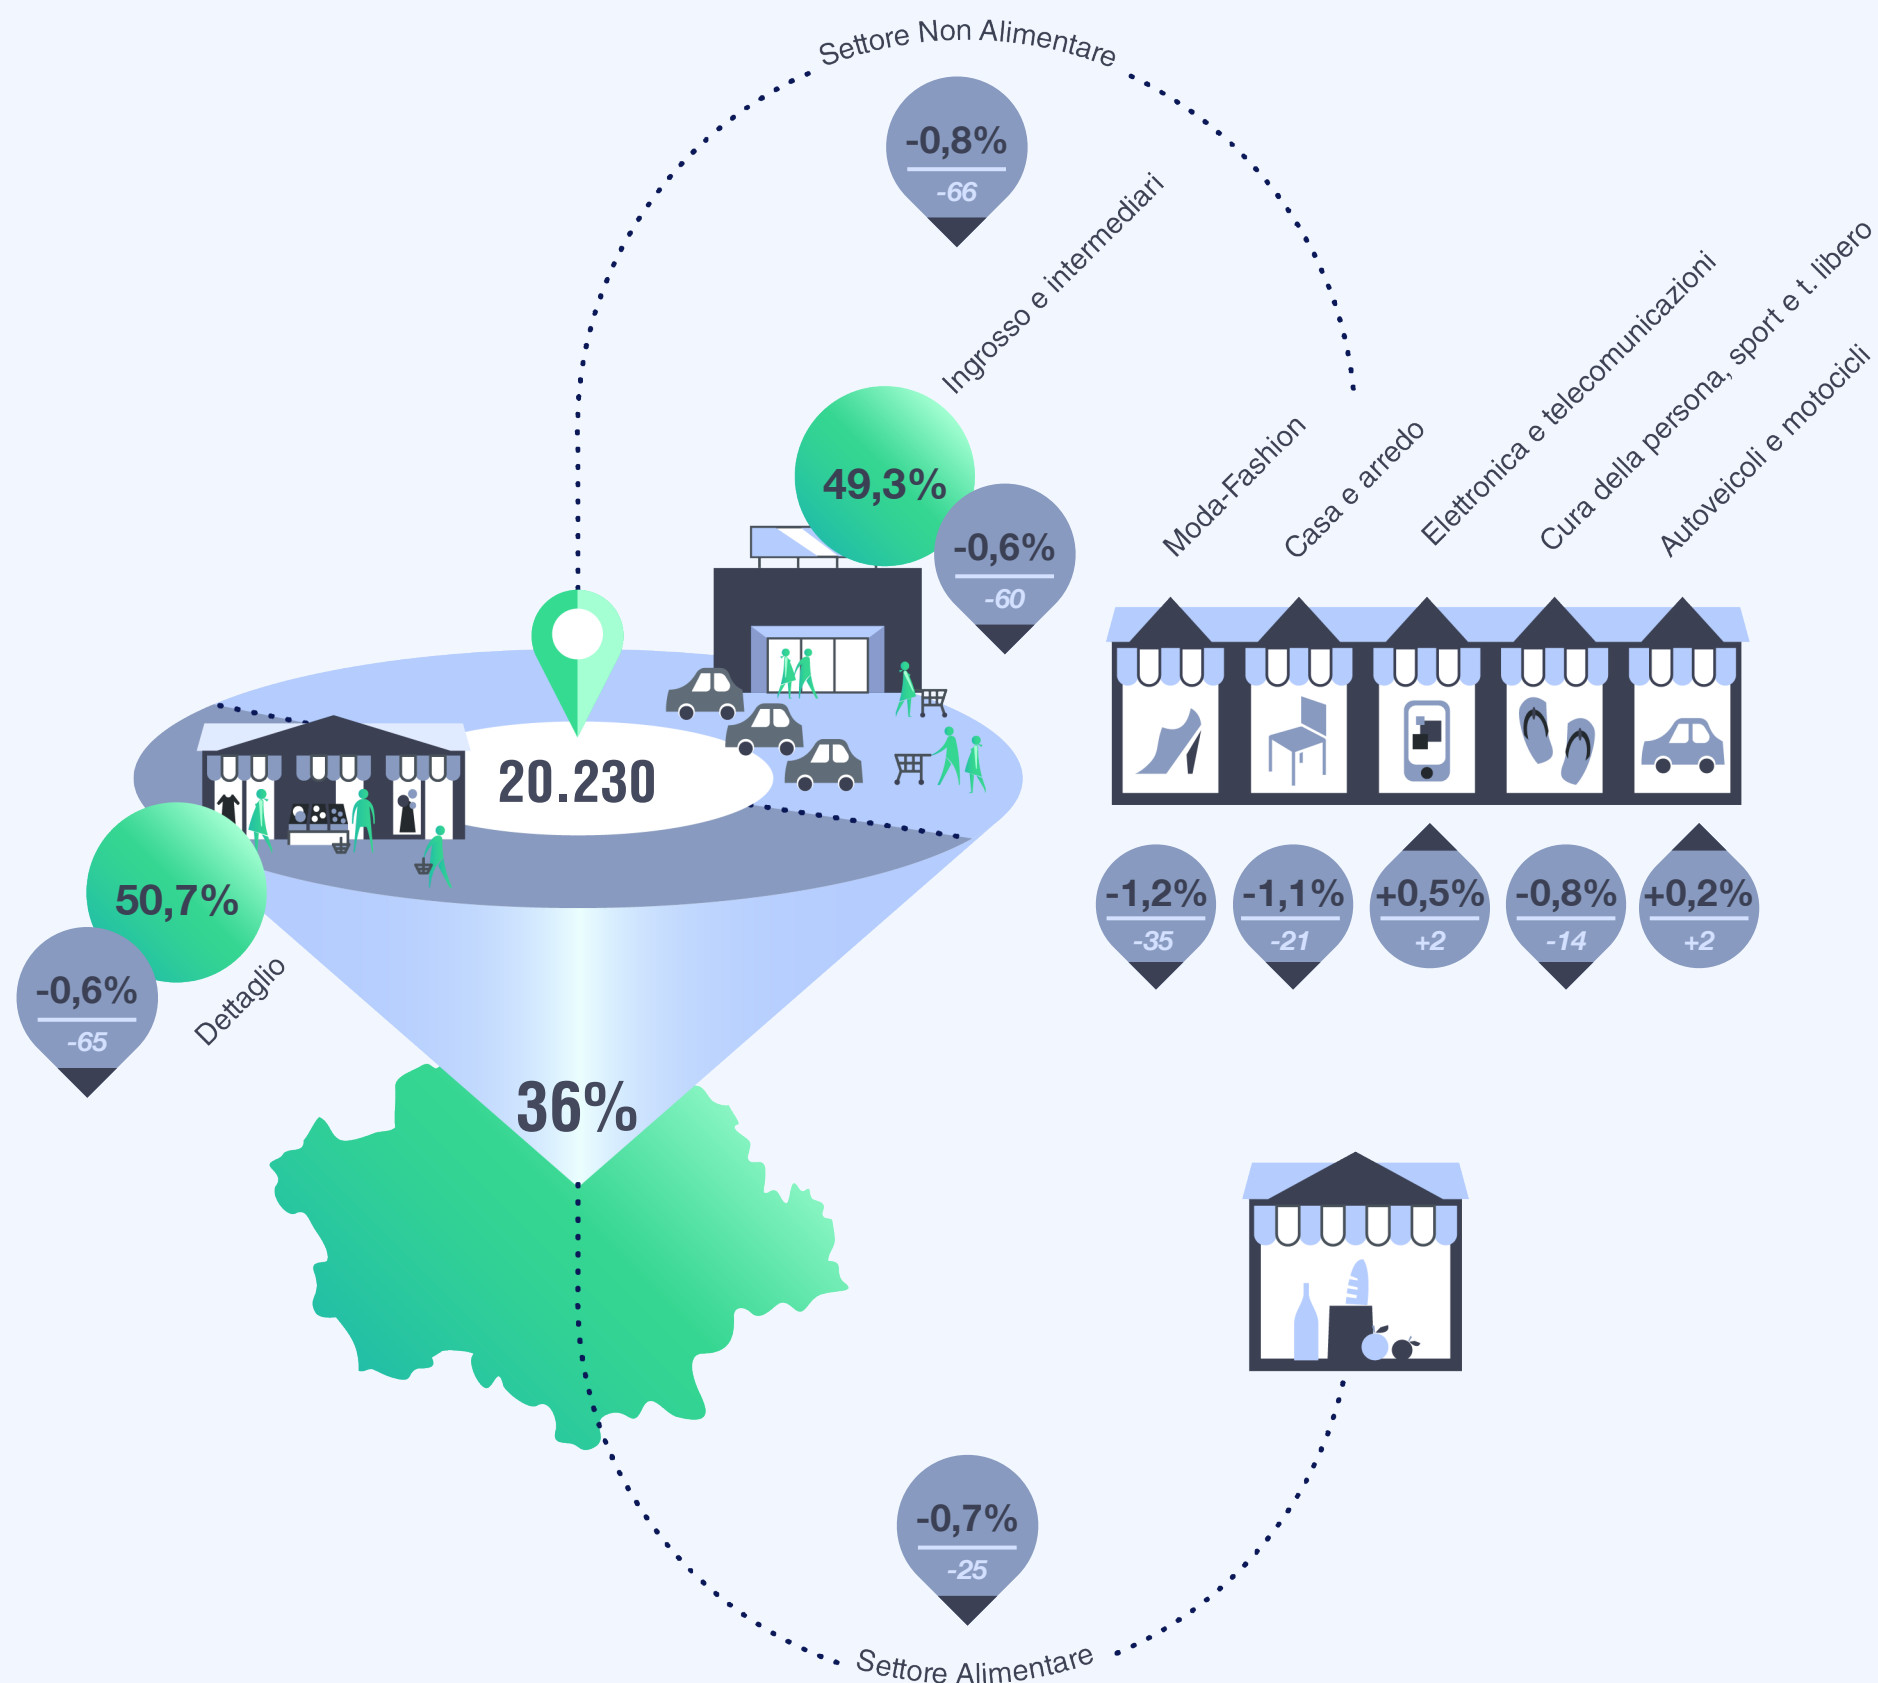 Settore Non Alimentare
-0,8%
-66
Ingrosso e intermediari
49,3%
-0,6%
-60
Moda-Fashion
Casa e arredo
Elettronica e telecomunicazioni
Cura della persona, sport e t. libero
Autoveicoli e motocicli
20.230
50,7%
-0,6%
-65
Dettaglio
-1,2%
-35
-1,1%
-21
+0,5%
+2
-0,8%
-14
+0,2%
+2
36%
-0,7%
-25
Settore Alimentare